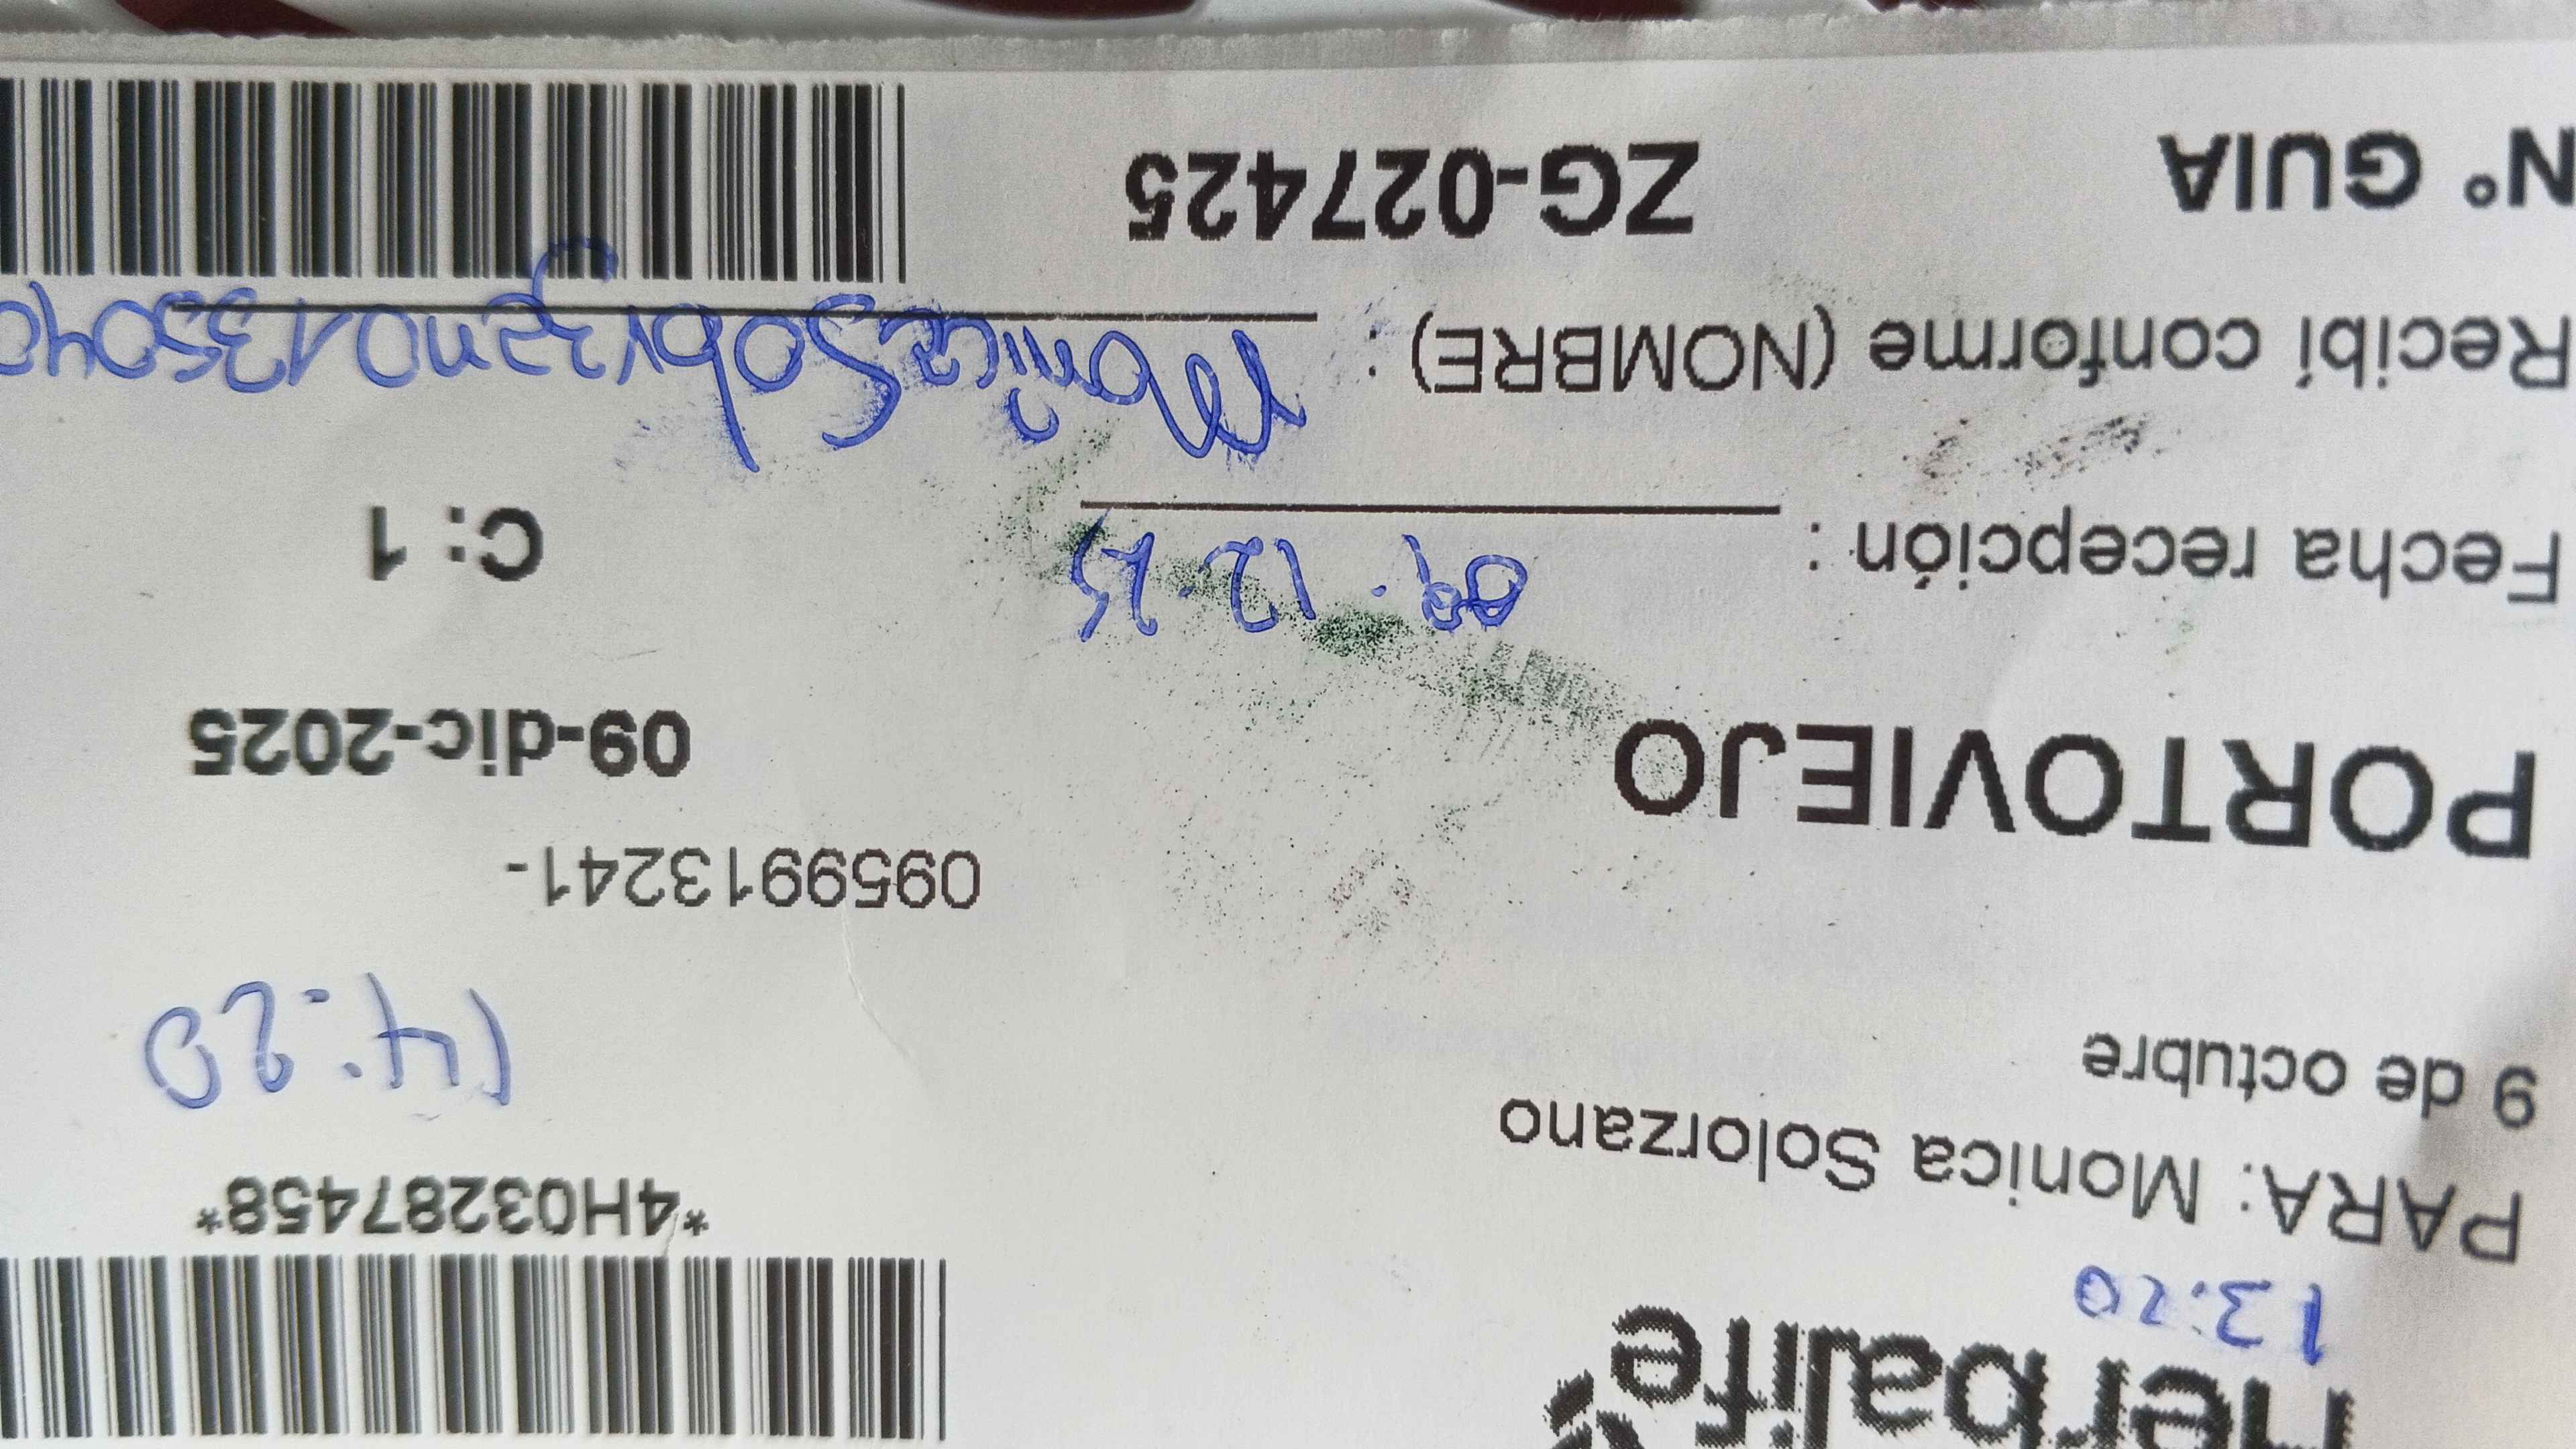 Herbalife
13:20
*4H03287458*
PARA: Monica Solorzano
9 de octubre
14:20
0959913241-
PORTOVIEJO
09-dic-2025
Fecha recepción :
09. 12. 25
C: 1
Recibí conforme (NOMBRE) :
Monica
N° GUIA
ZG-027425